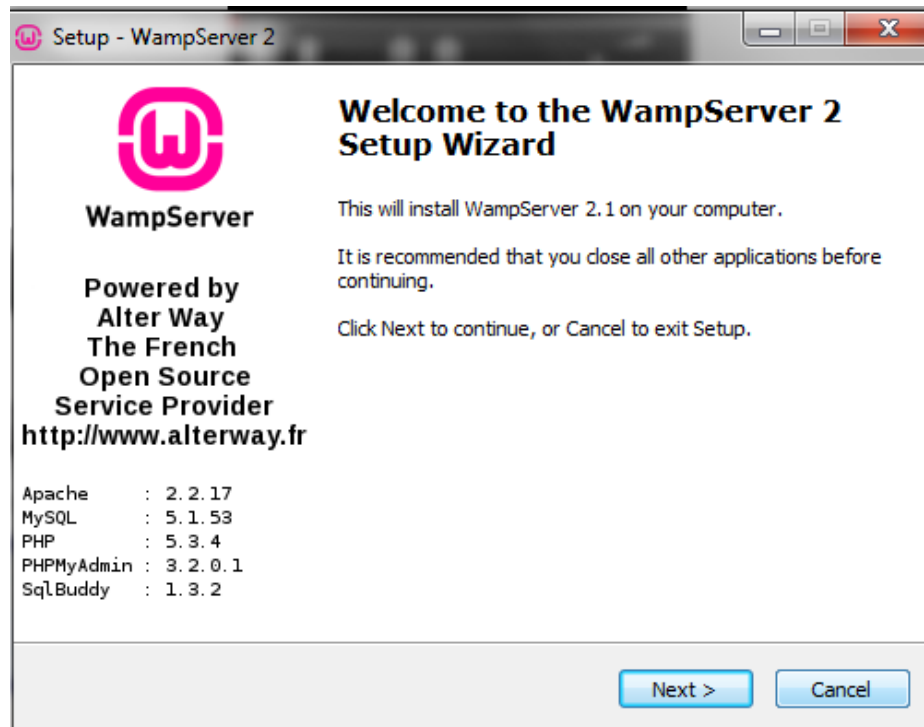 Setup - WampServer 2
WampServer
Powered by
Alter Way
The French
Open Source
Service Provider
http://www.alterway.fr
Apache : 2.2.17
MySQL : 5.1.53
PHP : 5.3.4
PHPMyAdmin : 3.2.0.1
SqlBuddy : 1.3.2
Welcome to the WampServer 2
Setup Wizard
This will install WampServer 2.1 on your computer.
It is recommended that you close all other applications before
continuing.
Click Next to continue, or Cancel to exit Setup.
Next >
Cancel